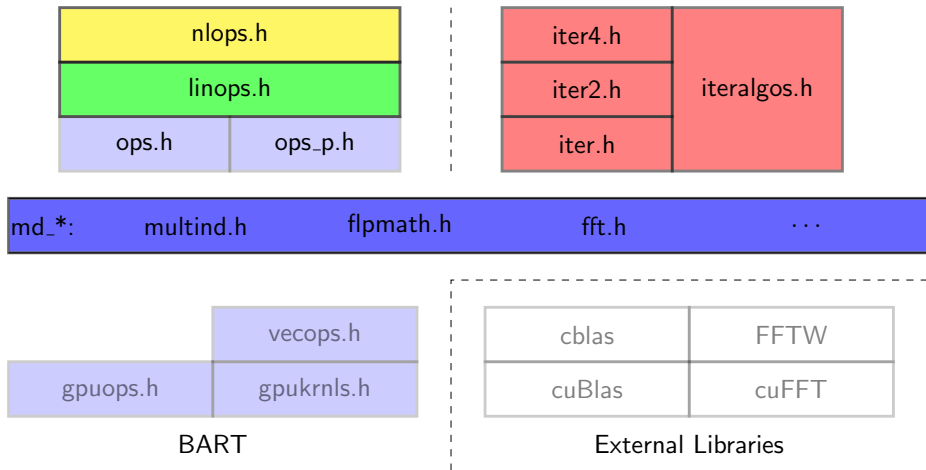 nlops.h
linops.h
ops.h ops_p.h
iter4.h
iter2.h
iter.h
iteralgos.h
md_*: multind.h flpmath.h fft.h ···
vecops.h
gpuops.h gpukrnls.h
BART
cblas FFTW
cuBlas cuFFT
External Libraries